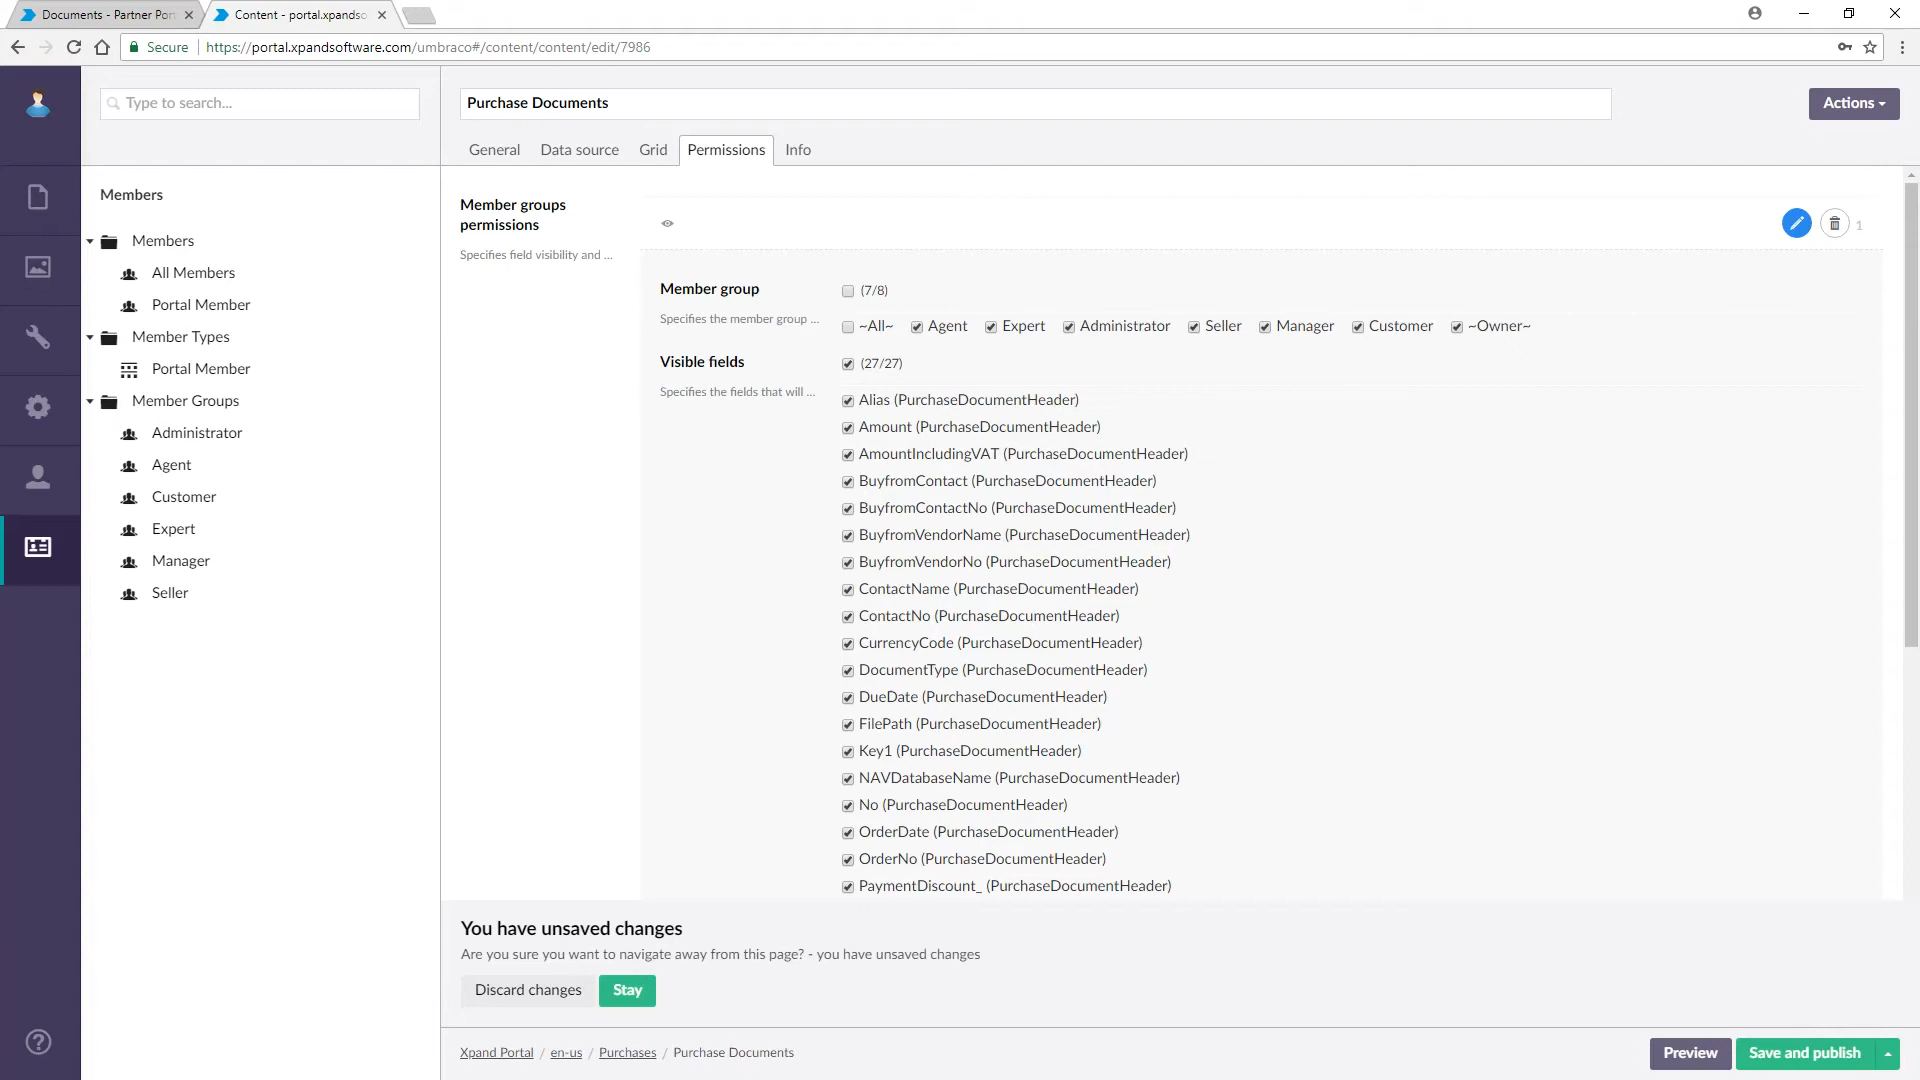 Documents - Partner Por
Content - portal.xpandso
Secure
https://portal.xpandsoftware.com/umbraco#/content/content/edit/7986
Type to search...
Purchase Documents
Actions
General
Data source
Grid
Permissions
Info
Members
Members
All Members
Portal Member
Member Types
Portal Member
Member Groups
Administrator
Agent
Customer
Expert
Manager
Seller
Member groups
permissions
Specifies field visibility and ...
1
Member group
Specifies the member group ...
(7/8)
~All~ Agent Expert Administrator Seller Manager Customer ~Owner~
Visible fields
Specifies the fields that will ...
(27/27)
Alias (PurchaseDocumentHeader)
Amount (PurchaseDocumentHeader)
AmountIncludingVAT (PurchaseDocumentHeader)
BuyfromContact (PurchaseDocumentHeader)
BuyfromContactNo (PurchaseDocumentHeader)
BuyfromVendorName (PurchaseDocumentHeader)
BuyfromVendorNo (PurchaseDocumentHeader)
ContactName (PurchaseDocumentHeader)
ContactNo (PurchaseDocumentHeader)
CurrencyCode (PurchaseDocumentHeader)
DocumentType (PurchaseDocumentHeader)
DueDate (PurchaseDocumentHeader)
FilePath (PurchaseDocumentHeader)
Key1 (PurchaseDocumentHeader)
NAVDatabaseName (PurchaseDocumentHeader)
No (PurchaseDocumentHeader)
OrderDate (PurchaseDocumentHeader)
OrderNo (PurchaseDocumentHeader)
PaymentDiscount_ (PurchaseDocumentHeader)
You have unsaved changes
Are you sure you want to navigate away from this page? - you have unsaved changes
Discard changes
Stay
Xpand Portal / en-us / Purchases / Purchase Documents
Preview
Save and publish